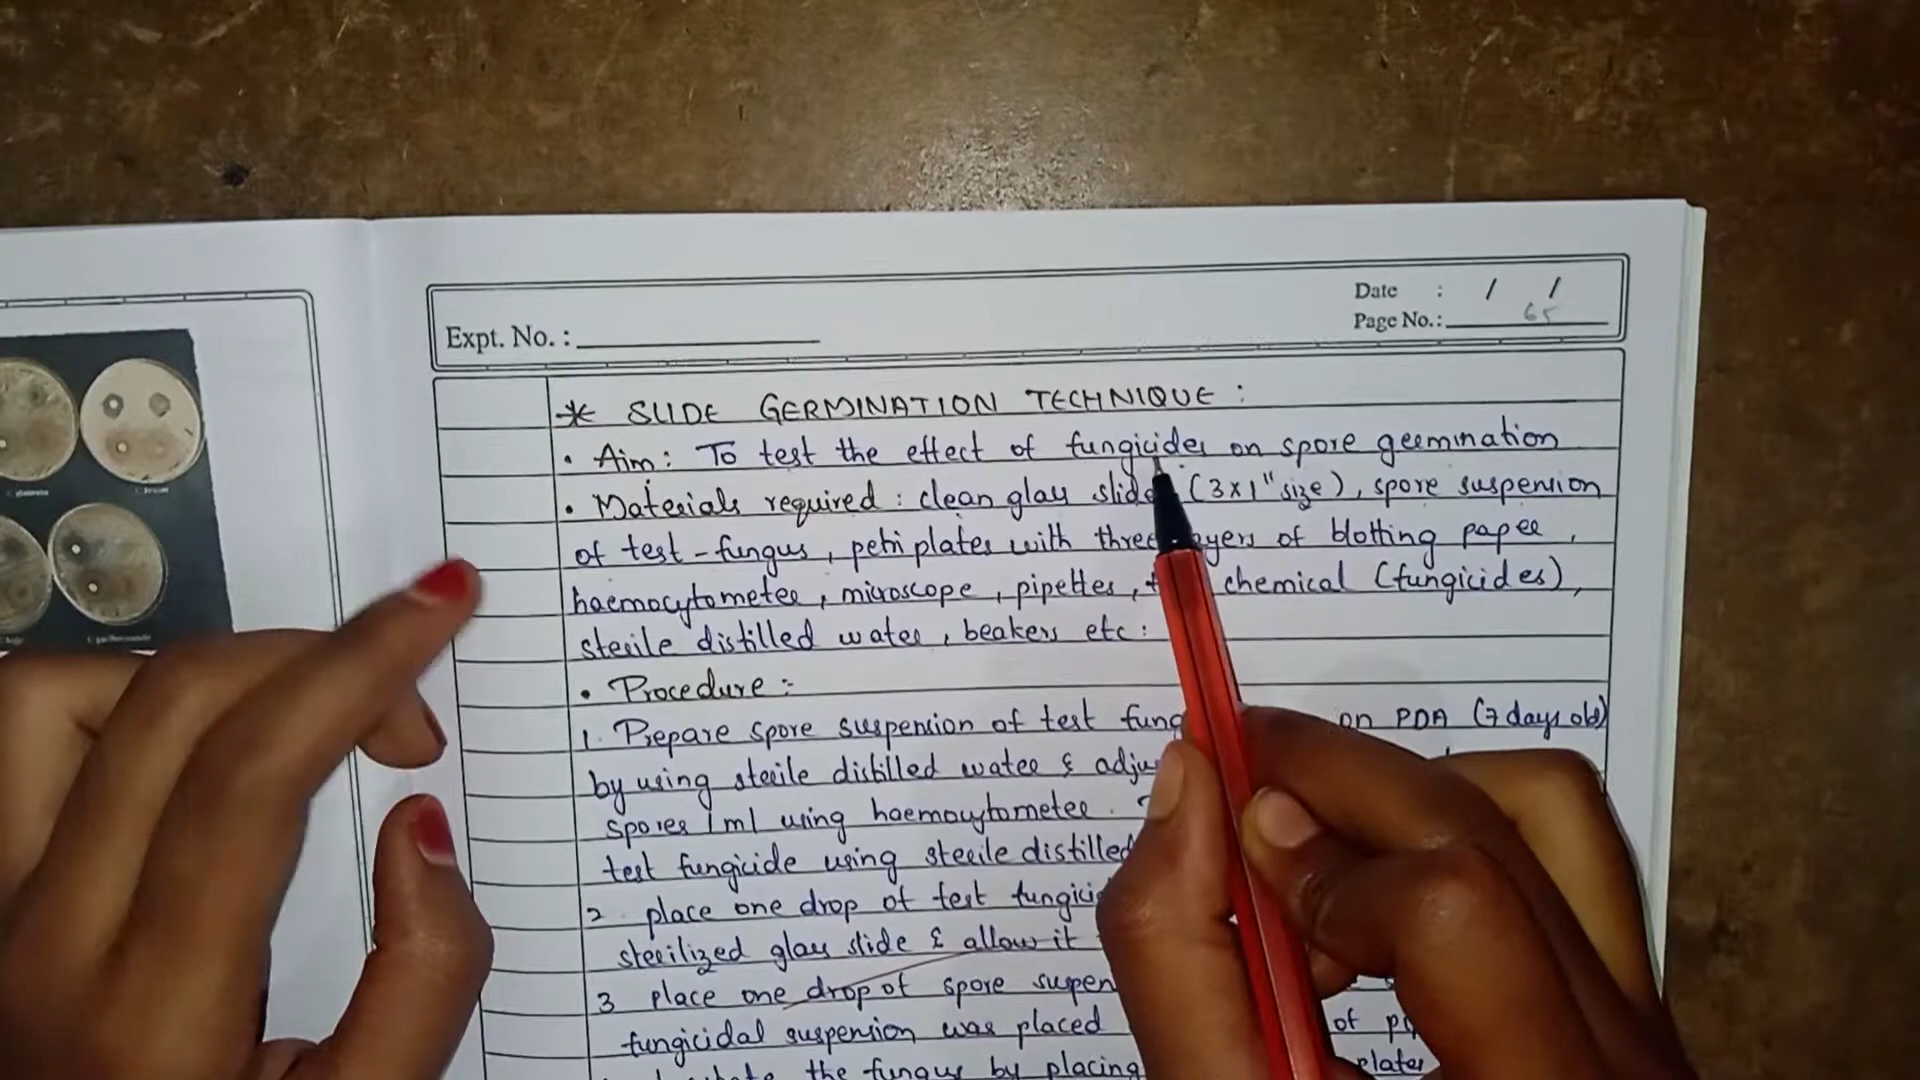 Date : / /
Page No.: 65
Expt. No. :
* SLIDE GERMINATION TECHNIQUE :
• Aim : To test the effect of fungicides on spore germination
• Materials required : clean glass slide (3x1" size), spore suspension
of test-fungus, petri plates with three layers of blotting paper,
haemocytometer, microscope, pipettes, chemical (fungicides),
sterile distilled water, beakers etc :
• Procedure :
1. Prepare spore suspension of test on PDA (7 days old)
by using sterile distilled water &
spores /ml using haemocytometer.
test fungicide using sterile distilled
2 place one drop of test
sterilized glass slide & allow it
3 place one drop of spore
fungicidal suspension was placed of
the fungus by placing plates